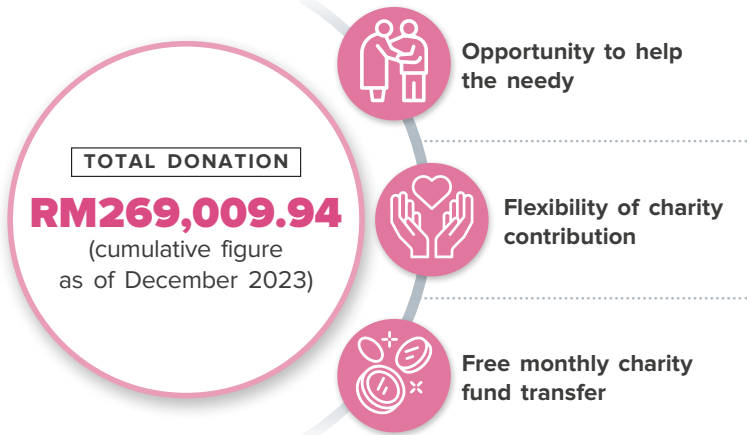 TOTAL DONATION
RM269,009.94
(cumulative figure
as of December 2023)
Opportunity to help
the needy
Flexibility of charity
contribution
Free monthly charity
fund transfer